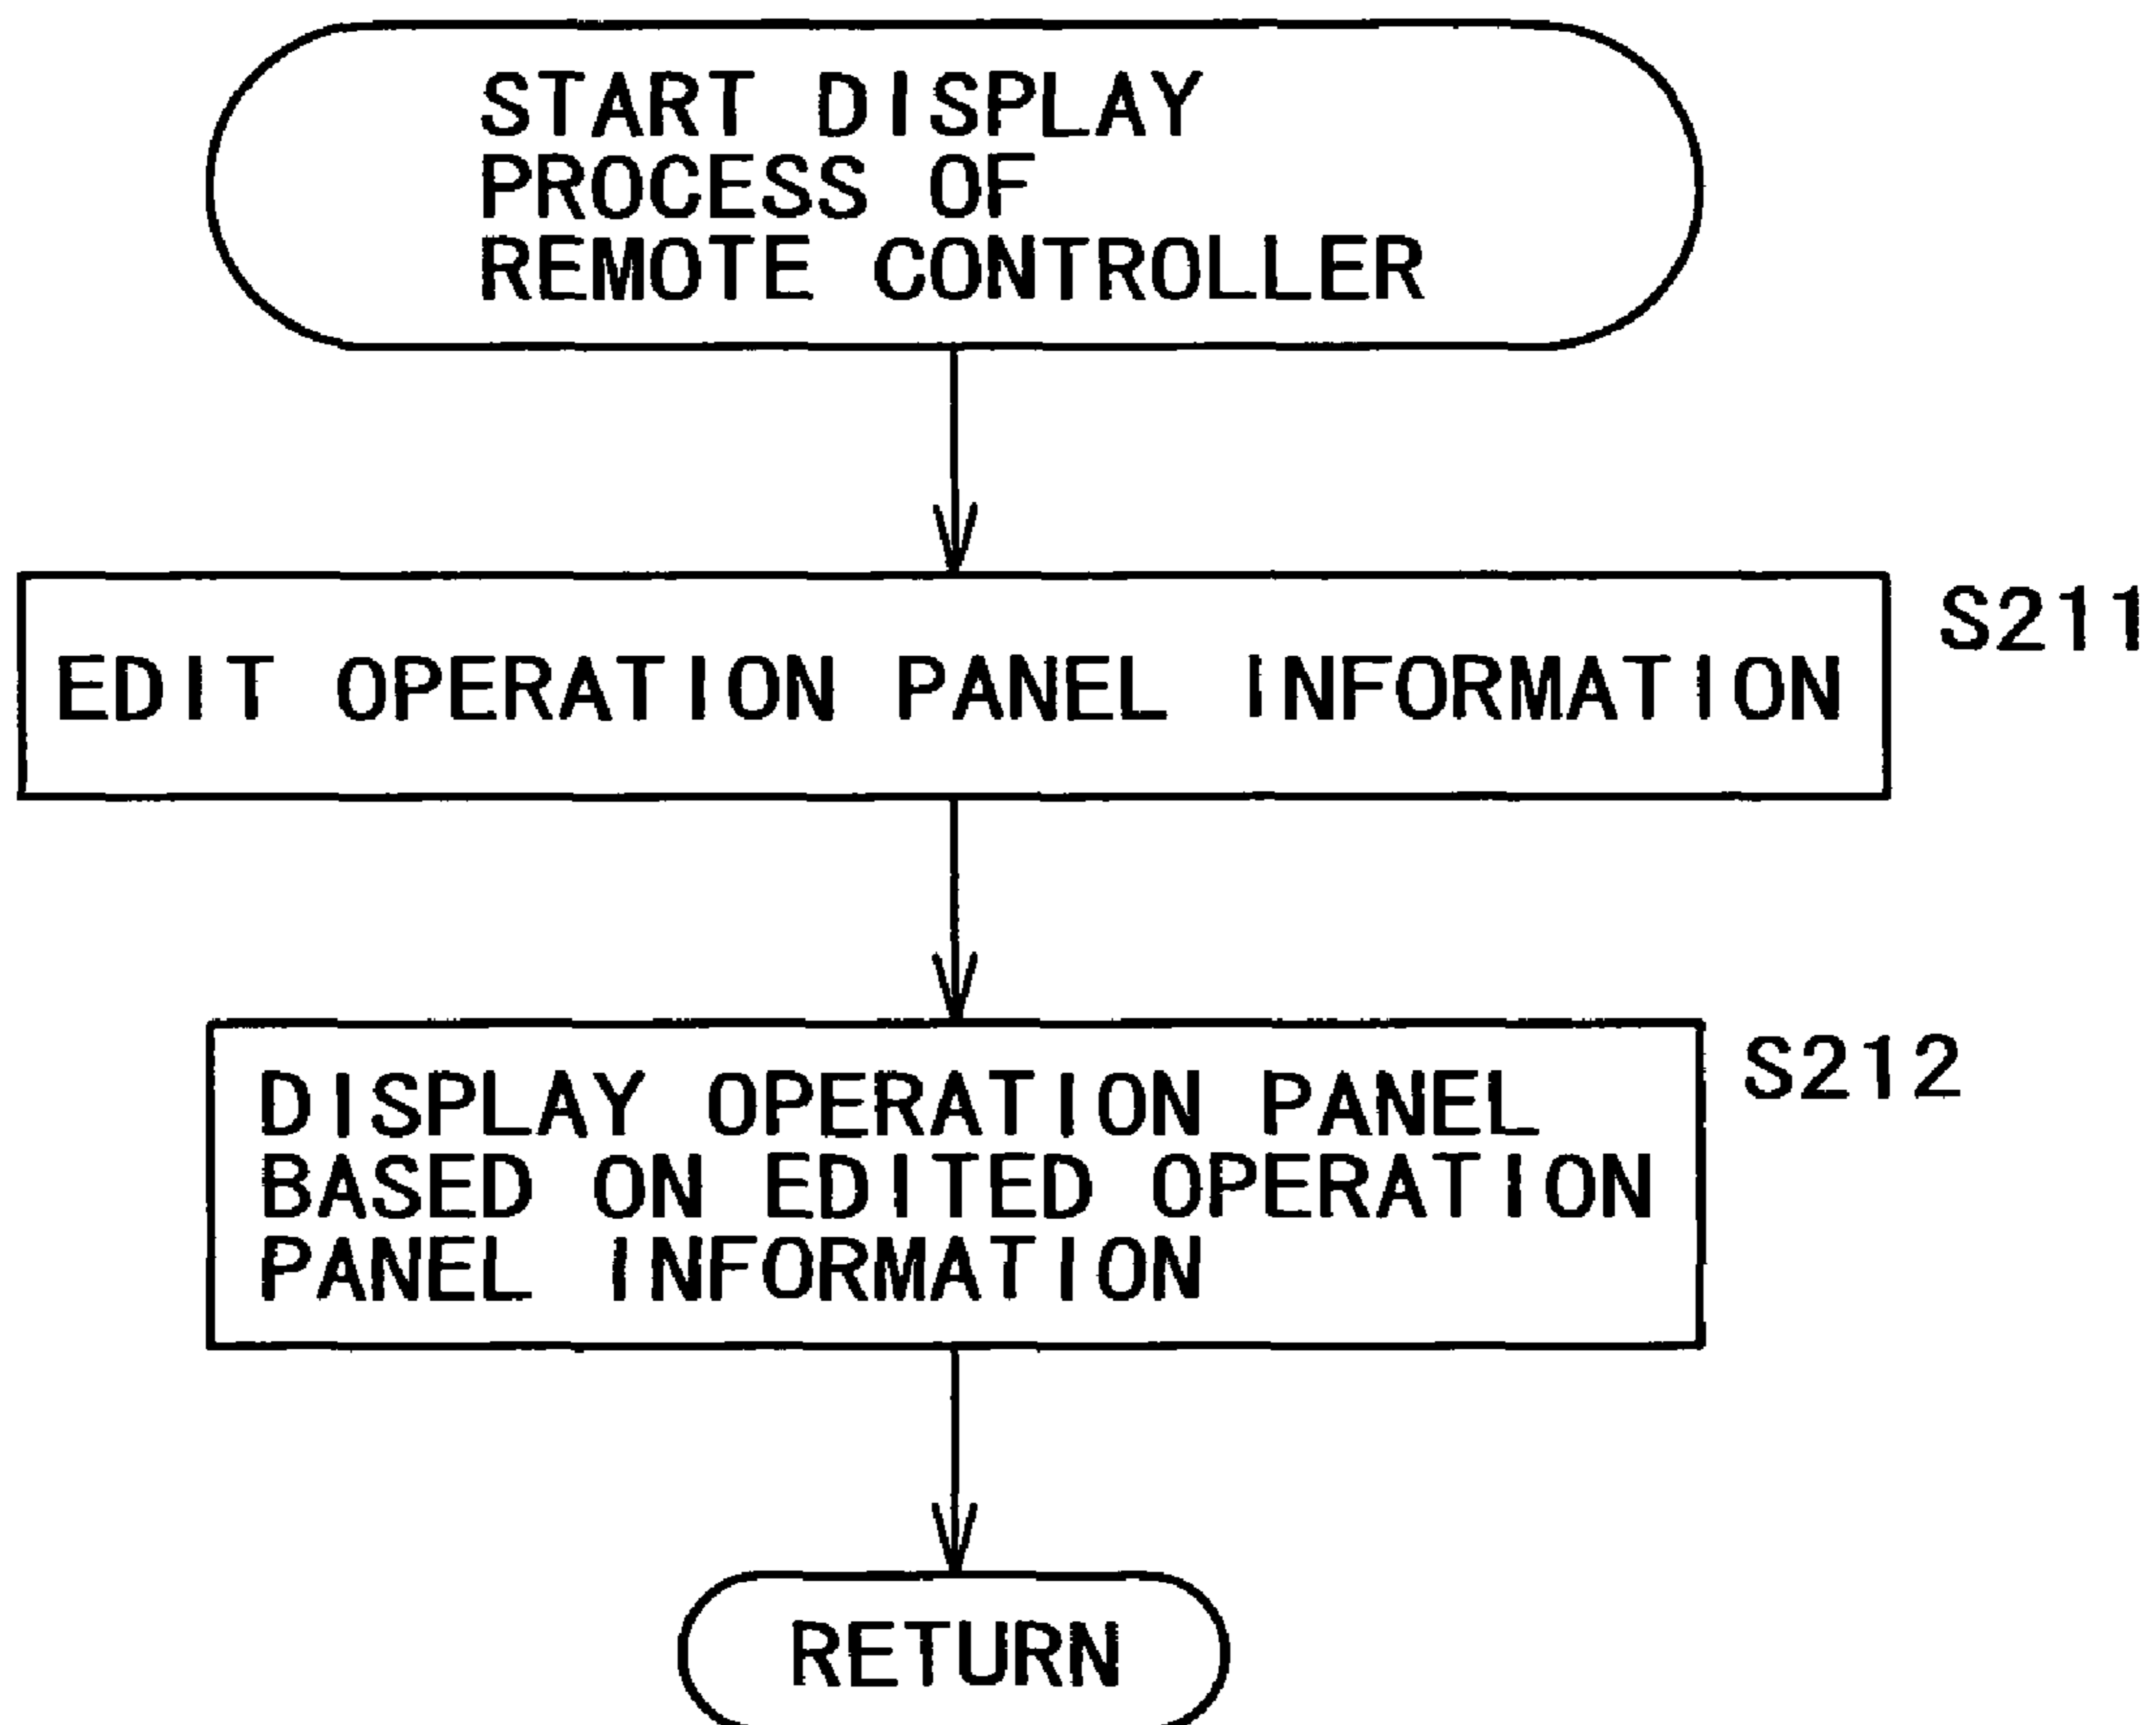 START DISPLAY
PROCESS OF
REMOTE CONTROLLER
S211
EDIT OPERATION PANEL INFORMATION
S212
DISPLAY OPERATION PANEL
BASED ON EDITED OPERATION
PANEL INFORMATION
RETURN